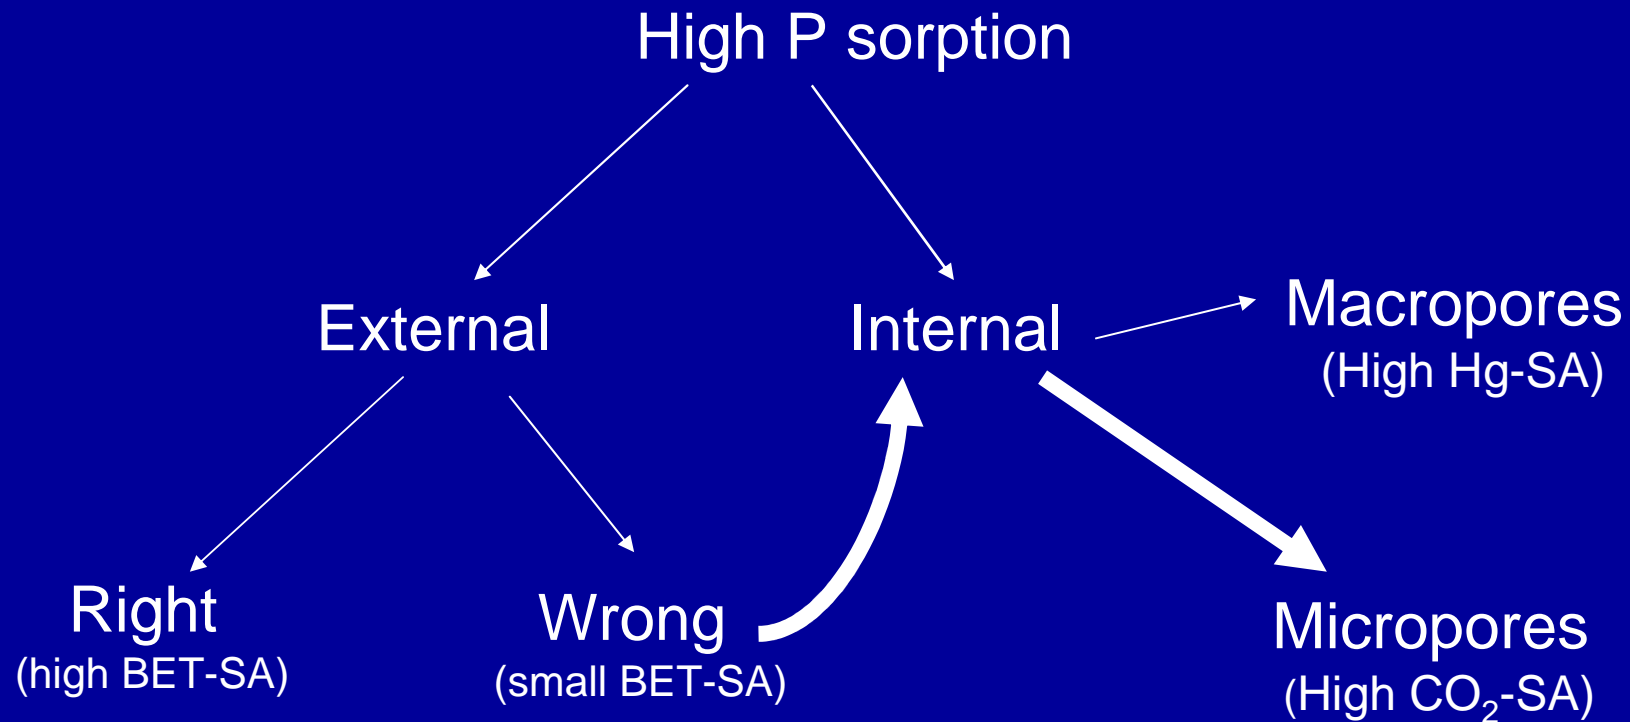 High P sorption
External
Internal
Macropores
(High Hg-SA)
Right
(high BET-SA)
Wrong
(small BET-SA)
Micropores
(High CO₂-SA)